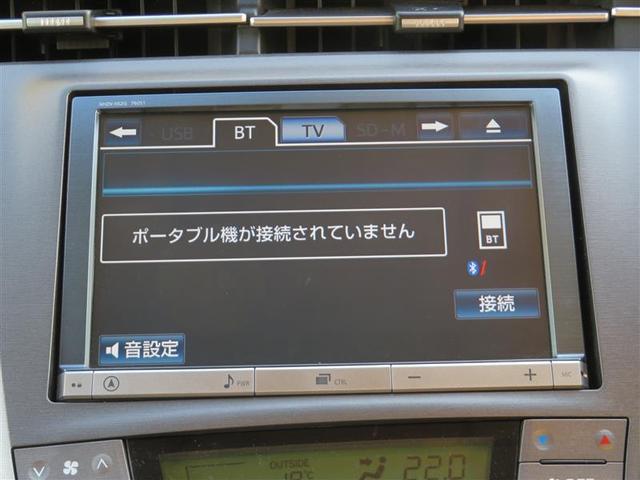 USB BT TV SD-M
ポータブル機が接続されていません
BT
接続
音設定
PWR CTRL − + MIC
OUTSIDE
22.0